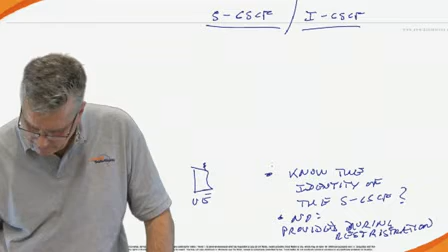 S-CSCF / I-CSCF
UE
• KNOW THE
IDENTITY OF
THE S-CSCF?
• NO:
PROVIDED DURING
REGISTRATION